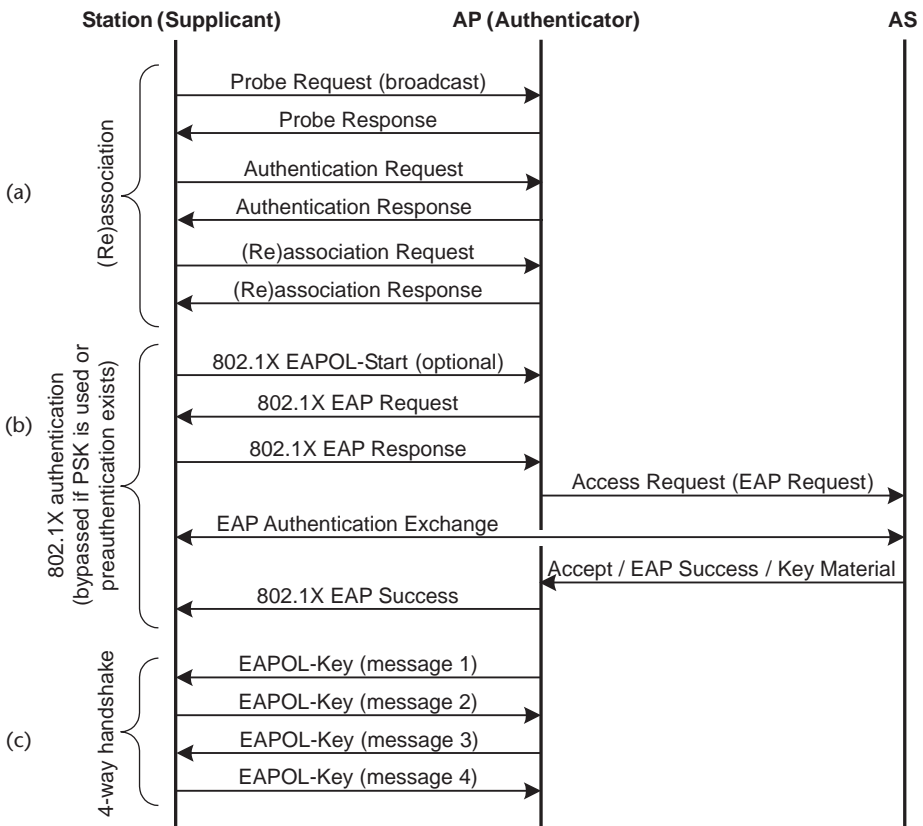 Station (Supplicant)
AP (Authenticator)
AS
(a)
(Re)association
Probe Request (broadcast)
Probe Response
Authentication Request
Authentication Response
(Re)association Request
(Re)association Response
(b)
802.1X authentication
(bypassed if PSK is used or
preauthentication exists)
802.1X EAPOL-Start (optional)
802.1X EAP Request
802.1X EAP Response
Access Request (EAP Request)
EAP Authentication Exchange
Accept / EAP Success / Key Material
802.1X EAP Success
(c)
4-way handshake
EAPOL-Key (message 1)
EAPOL-Key (message 2)
EAPOL-Key (message 3)
EAPOL-Key (message 4)